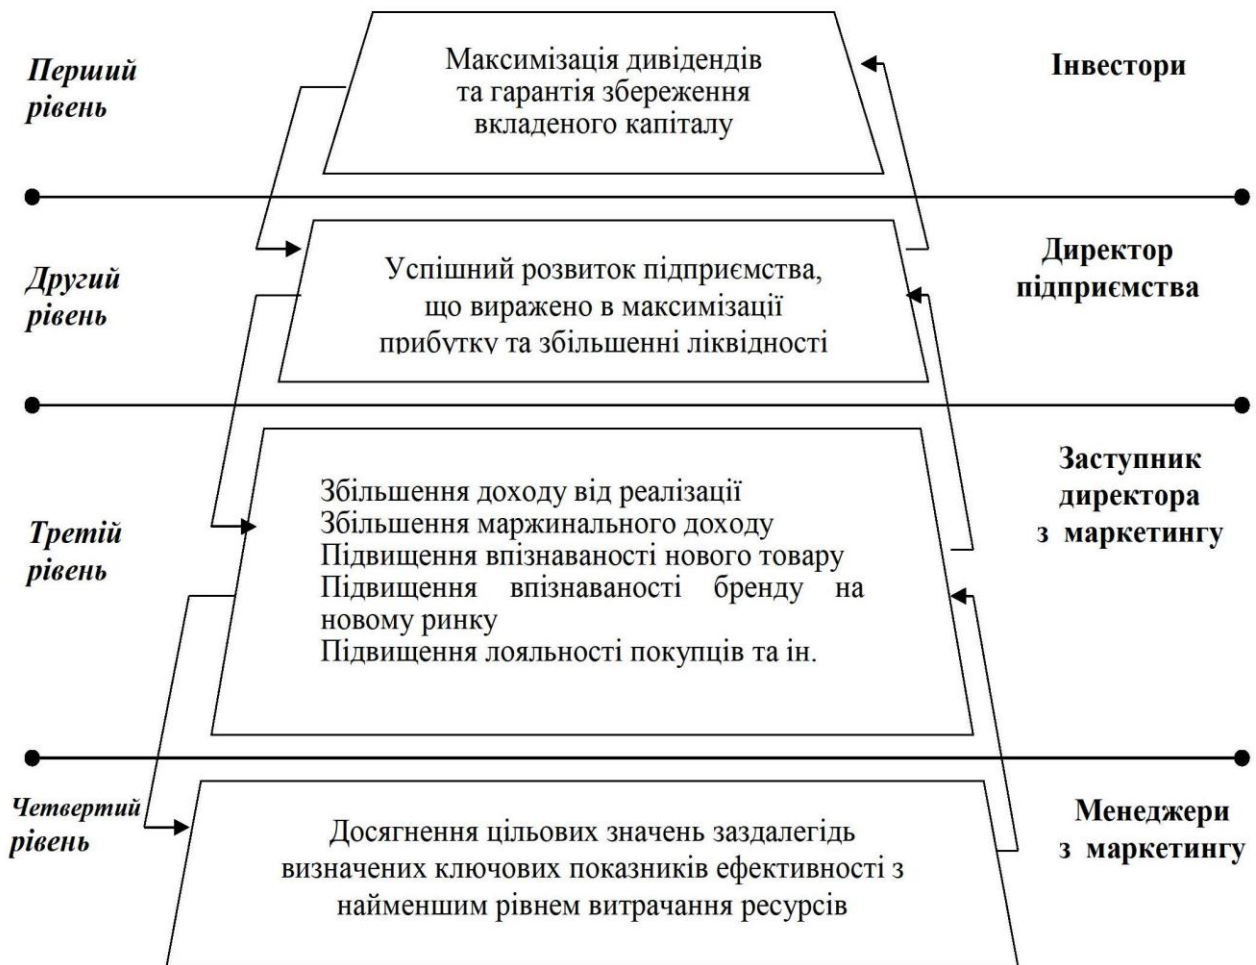 Перший
рівень
Максимізація дивідендів
та гарантія збереження
вкладеного капіталу
Інвестори
Другий
рівень
Успішний розвиток підприємства,
що виражено в максимізації
прибутку та збільшенні ліквідності
Директор
підприємства
Третій
рівень
Збільшення доходу від реалізації
Збільшення маржинального доходу
Підвищення впізнаваності нового товару
Підвищення впізнаваності бренду на
новому ринку
Підвищення лояльності покупців та ін.
Заступник
директора
з маркетингу
Четвертий
рівень
Досягнення цільових значень заздалегідь
визначених ключових показників ефективності з
найменшим рівнем витрачання ресурсів
Менеджери
з маркетингу